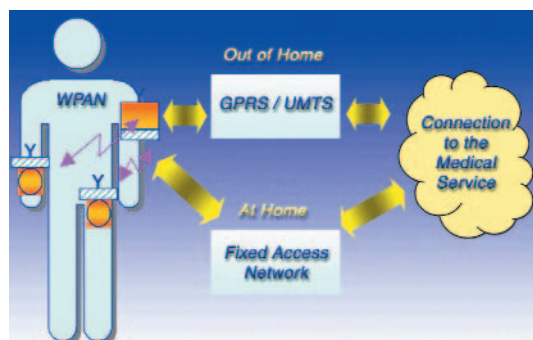 Out of Home
WPAN
GPRS / UMTS
Connection
to the
Medical
Service
At Home
Fixed Access
Network